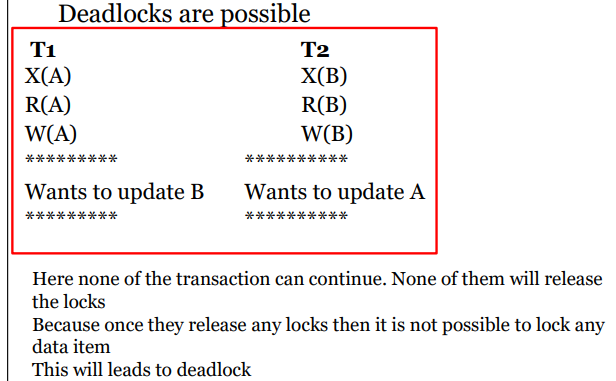 Deadlocks are possible
T1 T2
X(A) X(B)
R(A) R(B)
W(A) W(B)
********* **********
Wants to update B Wants to update A
********* **********
Here none of the transaction can continue. None of them will release
the locks
Because once they release any locks then it is not possible to lock any
data item
This will leads to deadlock